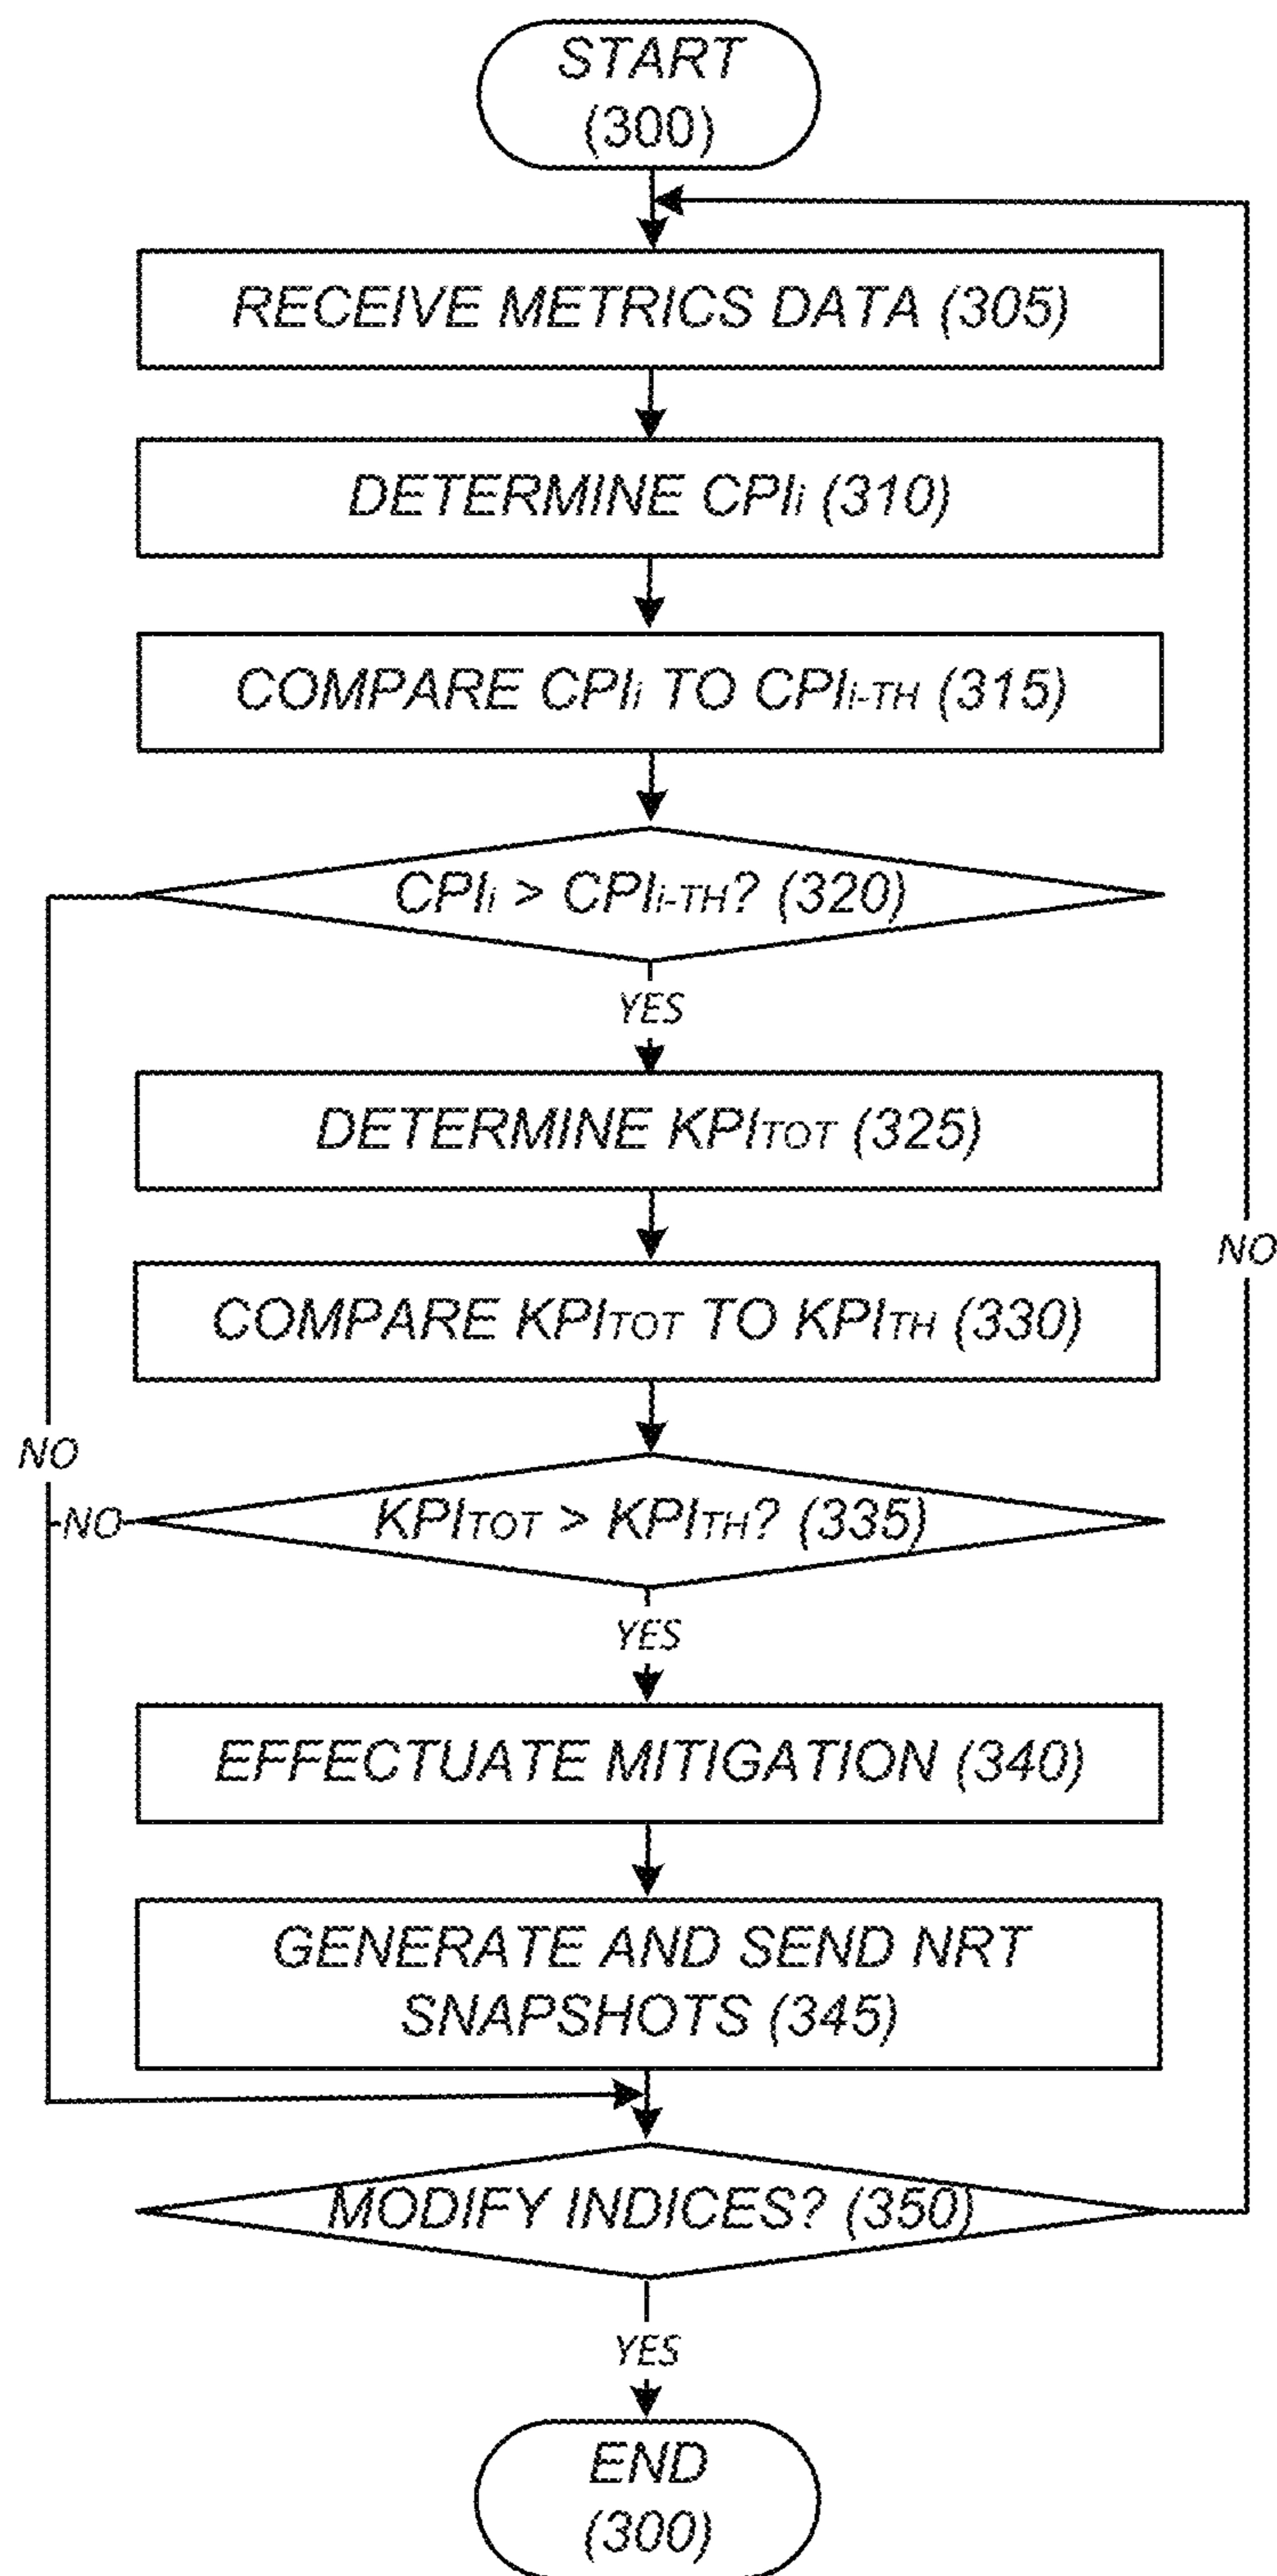 START
(300)
RECEIVE METRICS DATA (305)
DETERMINE CPIi (310)
COMPARE CPIi TO CPIi-TH (315)
CPIi > CPIi-TH? (320)
YES
DETERMINE KPITOT (325)
NO
COMPARE KPITOT TO KPITH (330)
NO
KPITOT > KPITH? (335)
NO
YES
EFFECTUATE MITIGATION (340)
GENERATE AND SEND NRT
SNAPSHOTS (345)
MODIFY INDICES? (350)
YES
END
(300)